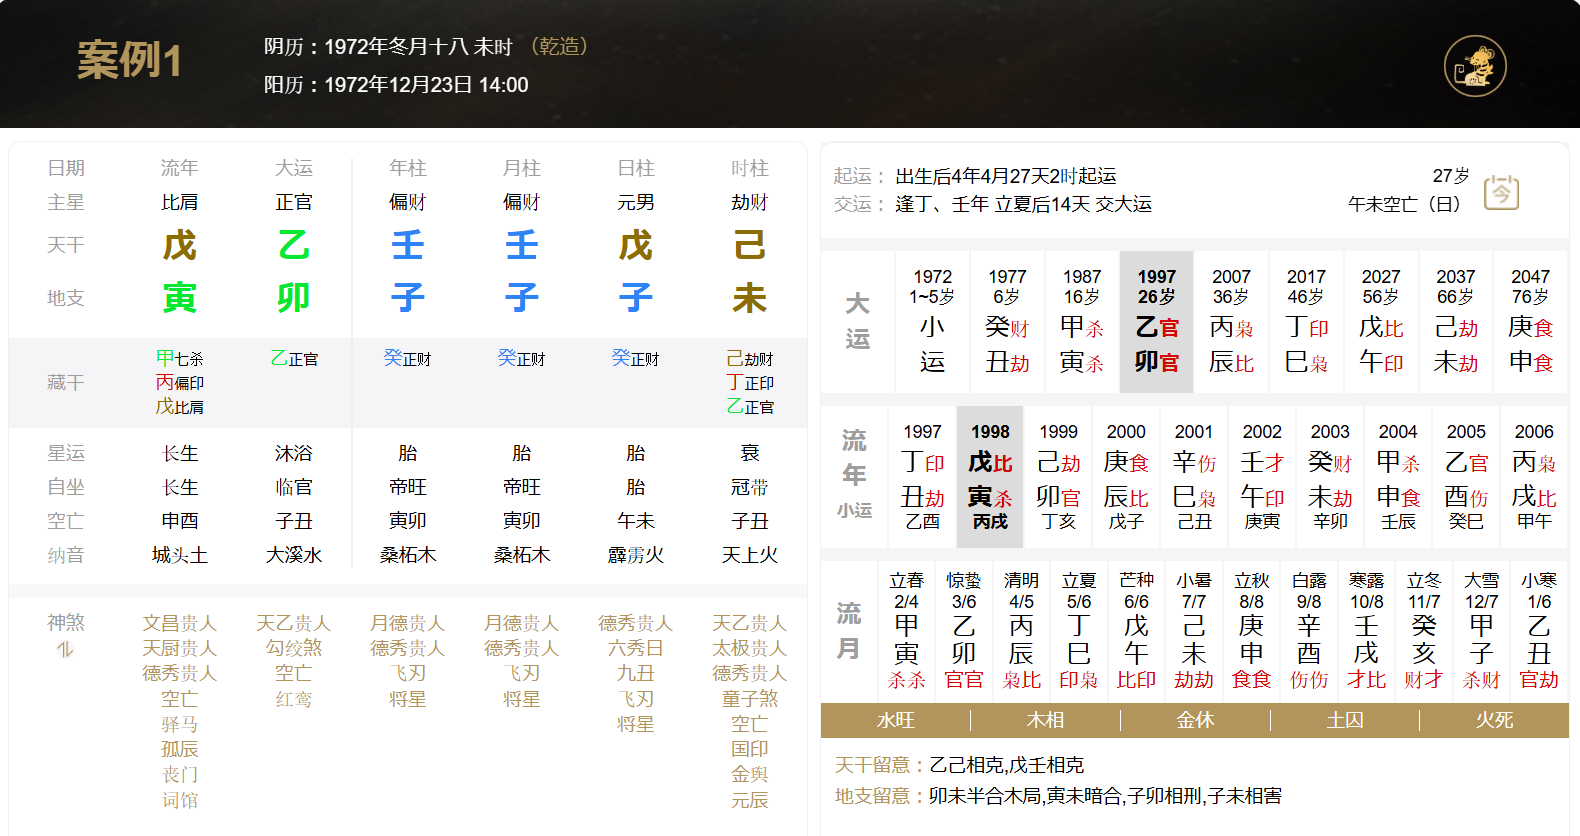 案例1
阴历：1972年冬月十八 未时 （乾造）
阳历：1972年12月23日 14:00
日期 流年 大运 年柱 月柱 日柱 时柱
主星 比肩 正官 偏财 偏财 元男 劫财
天干 戊 乙 壬 壬 戊 己
地支 寅 卯 子 子 子 未
藏干 甲七杀 乙正官 癸正财 癸正财 癸正财 己劫财
丙偏印 丁正印
戊比肩 乙正官
星运 长生 沐浴 胎 胎 胎 衰
自坐 长生 临官 帝旺 帝旺 胎 冠带
空亡 申酉 子丑 寅卯 寅卯 午未 子丑
纳音 城头土 大溪水 桑柘木 桑柘木 霹雳火 天上火
神煞 文昌贵人 天乙贵人 月德贵人 月德贵人 德秀贵人 天乙贵人
天厨贵人 勾绞煞 德秀贵人 德秀贵人 六秀日 太极贵人
德秀贵人 空亡 飞刃 飞刃 九丑 德秀贵人
空亡 红鸾 将星 将星 飞刃 童子煞
驿马 将星 空亡
孤辰 国印
丧门 金舆
词馆 元辰
起运： 出生后4年4月27天2时起运 27岁
交运： 逢丁、壬年 立夏后14天 交大运 午未空亡（日）
今
大运
1972 1977 1987 1997 2007 2017 2027 2037 2047
1~5岁 6岁 16岁 26岁 36岁 46岁 56岁 66岁 76岁
小 癸财 甲杀 乙官 丙枭 丁印 戊比 己劫 庚食
运 丑劫 寅杀 卯官 辰比 巳枭 午印 未劫 申食
流年
小运
1997 1998 1999 2000 2001 2002 2003 2004 2005 2006
丁印 戊比 己劫 庚食 辛伤 壬才 癸财 甲杀 乙官 丙枭
丑劫 寅杀 卯官 辰比 巳枭 午印 未劫 申食 酉伤 戌比
乙酉 丙戌 丁亥 戊子 己丑 庚寅 辛卯 壬辰 癸巳 甲午
流月
立春 惊蛰 清明 立夏 芒种 小暑 立秋 白露 寒露 立冬 大雪 小寒
2/4 3/6 4/5 5/6 6/6 7/7 8/8 9/8 10/8 11/7 12/7 1/6
甲 乙 丙 丁 戊 己 庚 辛 壬 癸 甲 乙
寅 卯 辰 巳 午 未 申 酉 戌 亥 子 丑
杀杀 官官 枭比 印枭 比印 劫劫 食食 伤伤 才比 财才 杀财 官劫
水旺 木相 金休 土囚 火死
天干留意：乙己相克,戊壬相克
地支留意：卯未半合木局,寅未暗合,子卯相刑,子未相害